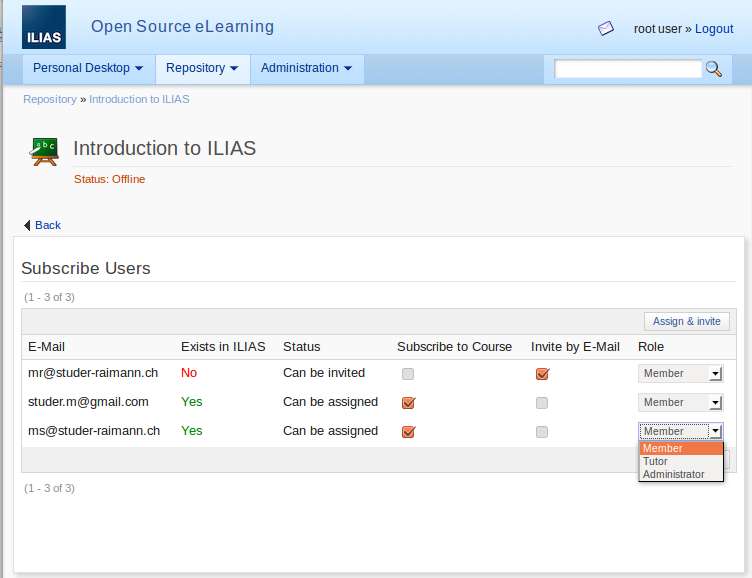 ILIAS
Open Source eLearning
root user » Logout
Personal Desktop Repository Administration
Repository » Introduction to ILIAS
abc
Introduction to ILIAS
Status: Offline
Back
Subscribe Users
(1 - 3 of 3)
Assign & invite
E-Mail Exists in ILIAS Status Subscribe to Course Invite by E-Mail Role
mr@studer-raimann.ch No Can be invited Member
studer.m@gmail.com Yes Can be assigned Member
ms@studer-raimann.ch Yes Can be assigned Member
Member
Tutor
Administrator
(1 - 3 of 3)